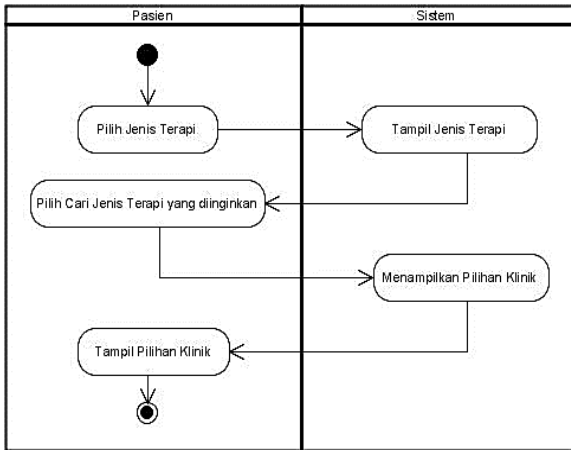 Pasien
Sistem
Pilih Jenis Terapi
Tampil Jenis Terapi
Pilih Cari Jenis Terapi yang diinginkan
Menampilkan Pilihan Klinik
Tampil Pilihan Klinik